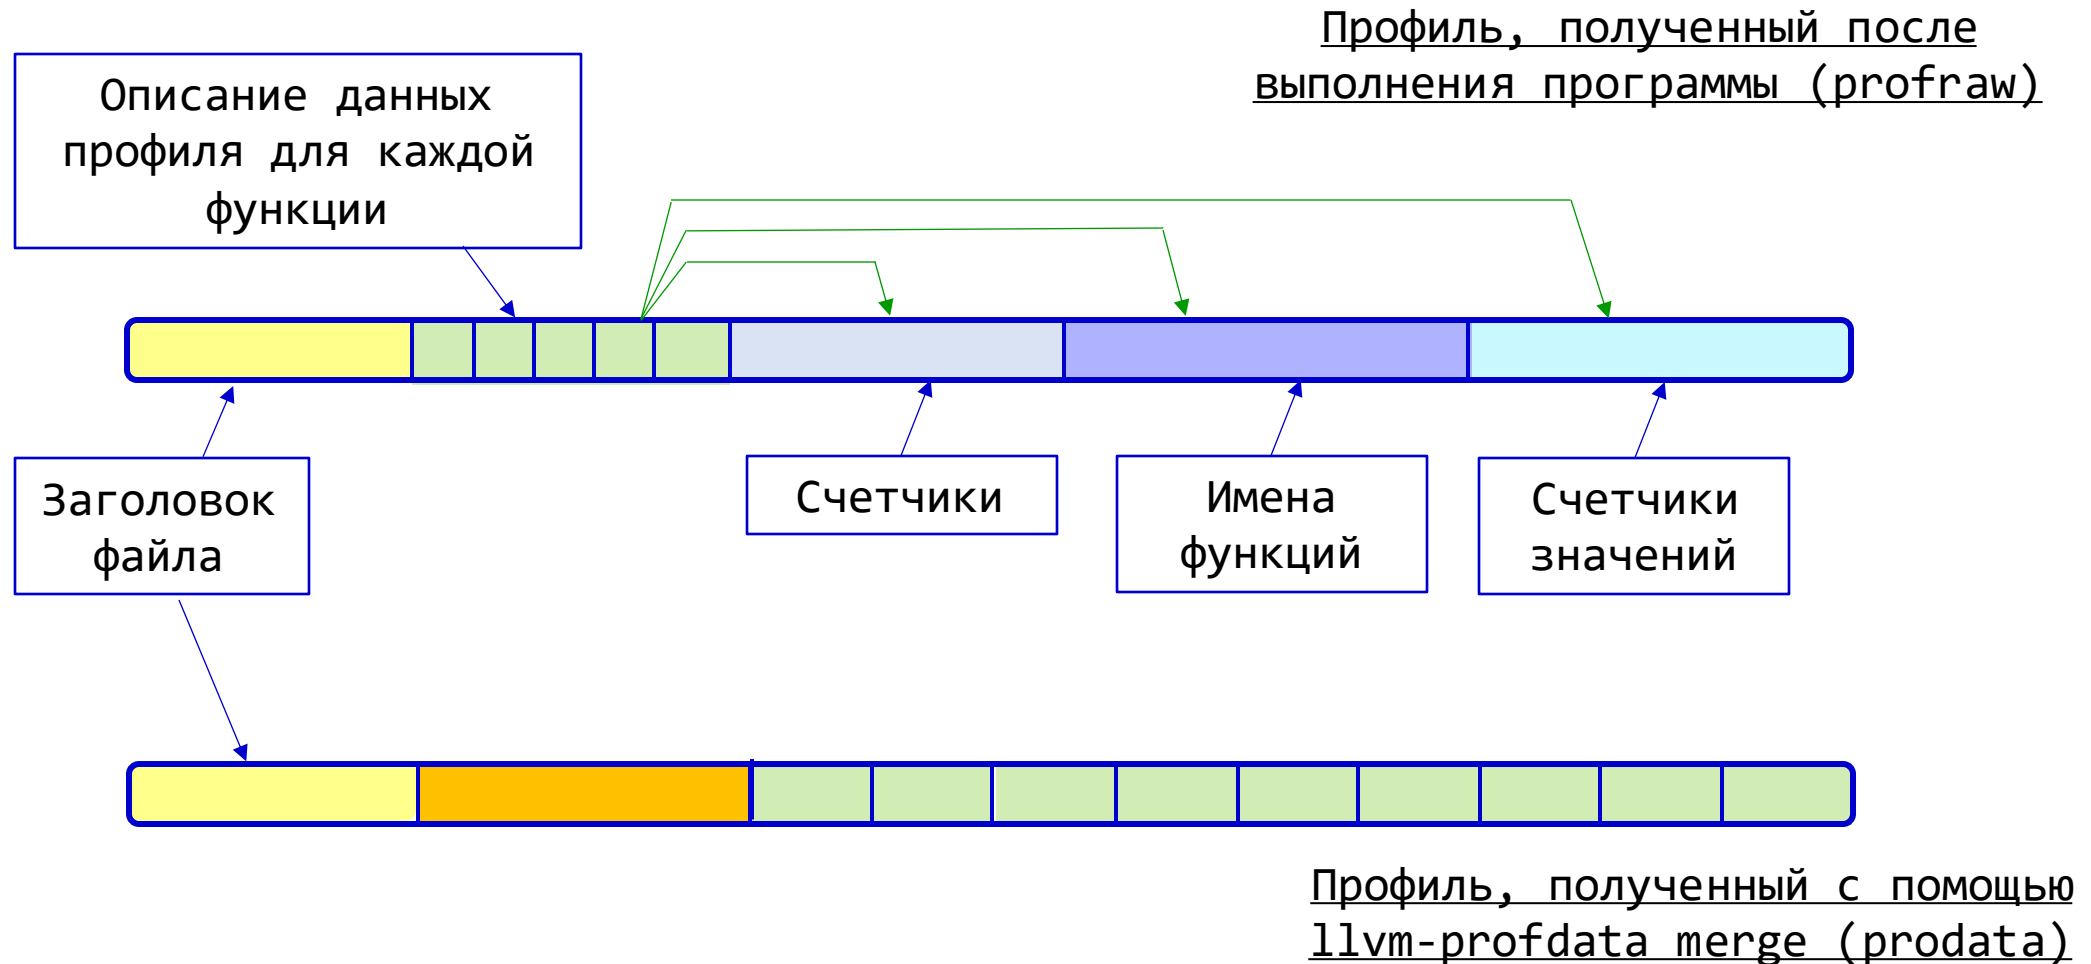 Профиль, полученный после
выполнения программы (profraw)
Описание данных
профиля для каждой
функции
Заголовок
файла
Счетчики
Имена
функций
Счетчики
значений
Профиль, полученный с помощью
llvm-profdata merge (prodata)